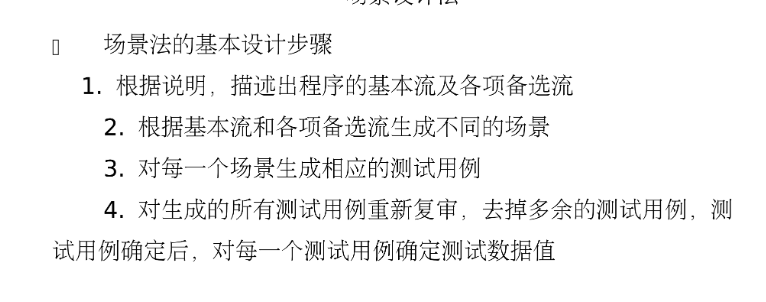 场景法的基本设计步骤
1. 根据说明，描述出程序的基本流及各项备选流
2. 根据基本流和各项备选流生成不同的场景
3. 对每一个场景生成相应的测试用例
4. 对生成的所有测试用例重新复审，去掉多余的测试用例，测
试用例确定后，对每一个测试用例确定测试数据值